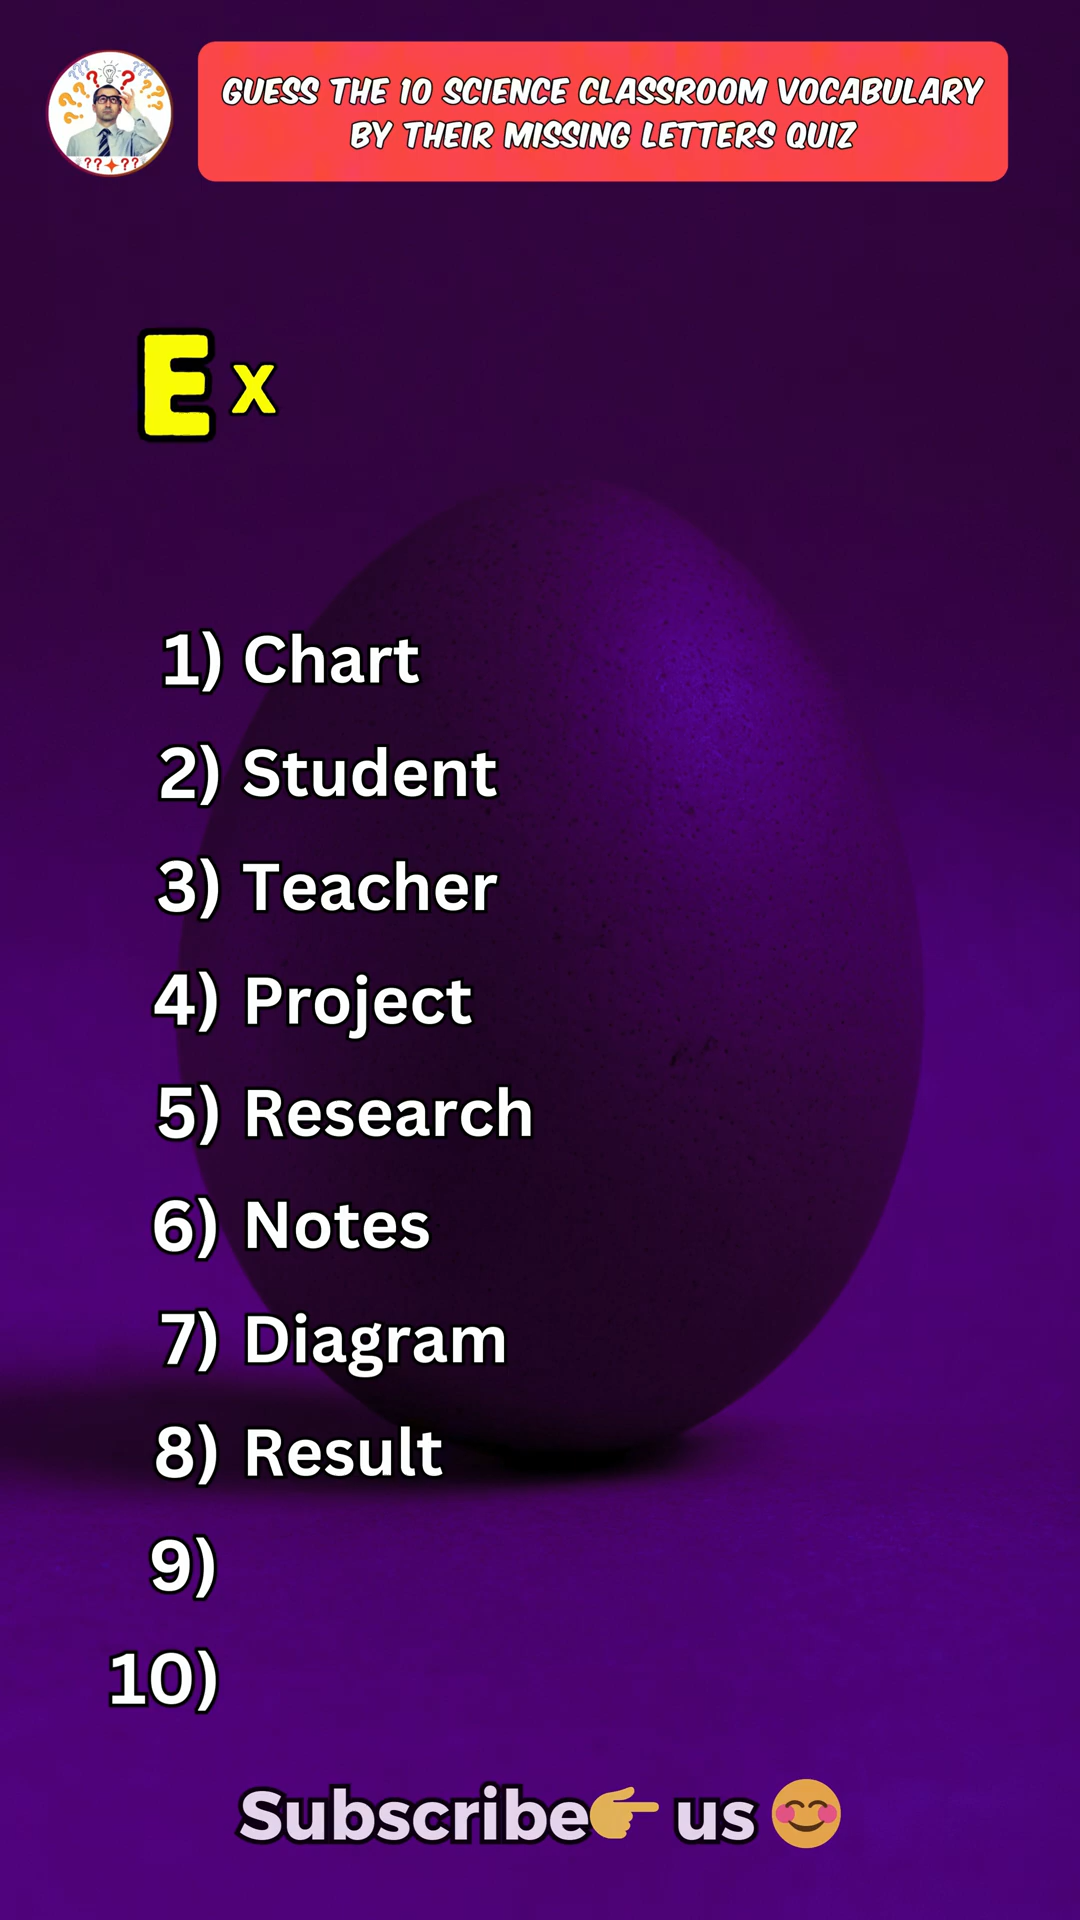 GUESS THE 10 SCIENCE CLASSROOM VOCABULARY
BY THEIR MISSING LETTERS QUIZ
Ex
1) Chart
2) Student
3) Teacher
4) Project
5) Research
6) Notes
7) Diagram
8) Result
9)
10)
Subscribe👉 us 😊